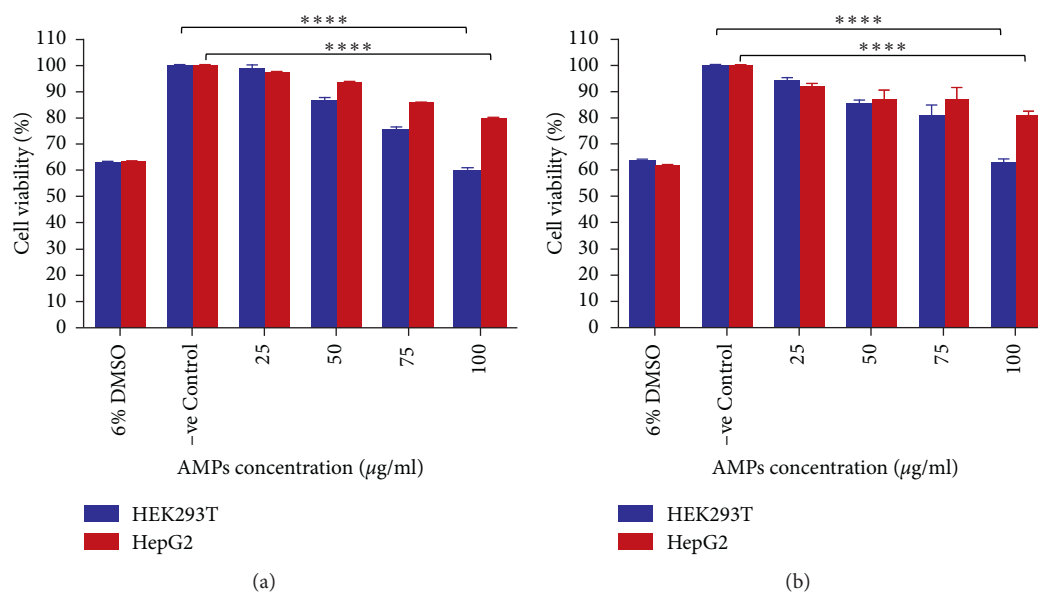 ****
****
110
100
90
80
70
60
50
40
30
20
10
0
Cell viability (%)
6% DMSO
–ve Control
25
50
75
100
AMPs concentration (µg/ml)
HEK293T
HepG2
(a)
****
****
110
100
90
80
70
60
50
40
30
20
10
0
Cell viability (%)
6% DMSO
–ve Control
25
50
75
100
AMPs concentration (µg/ml)
HEK293T
HepG2
(b)